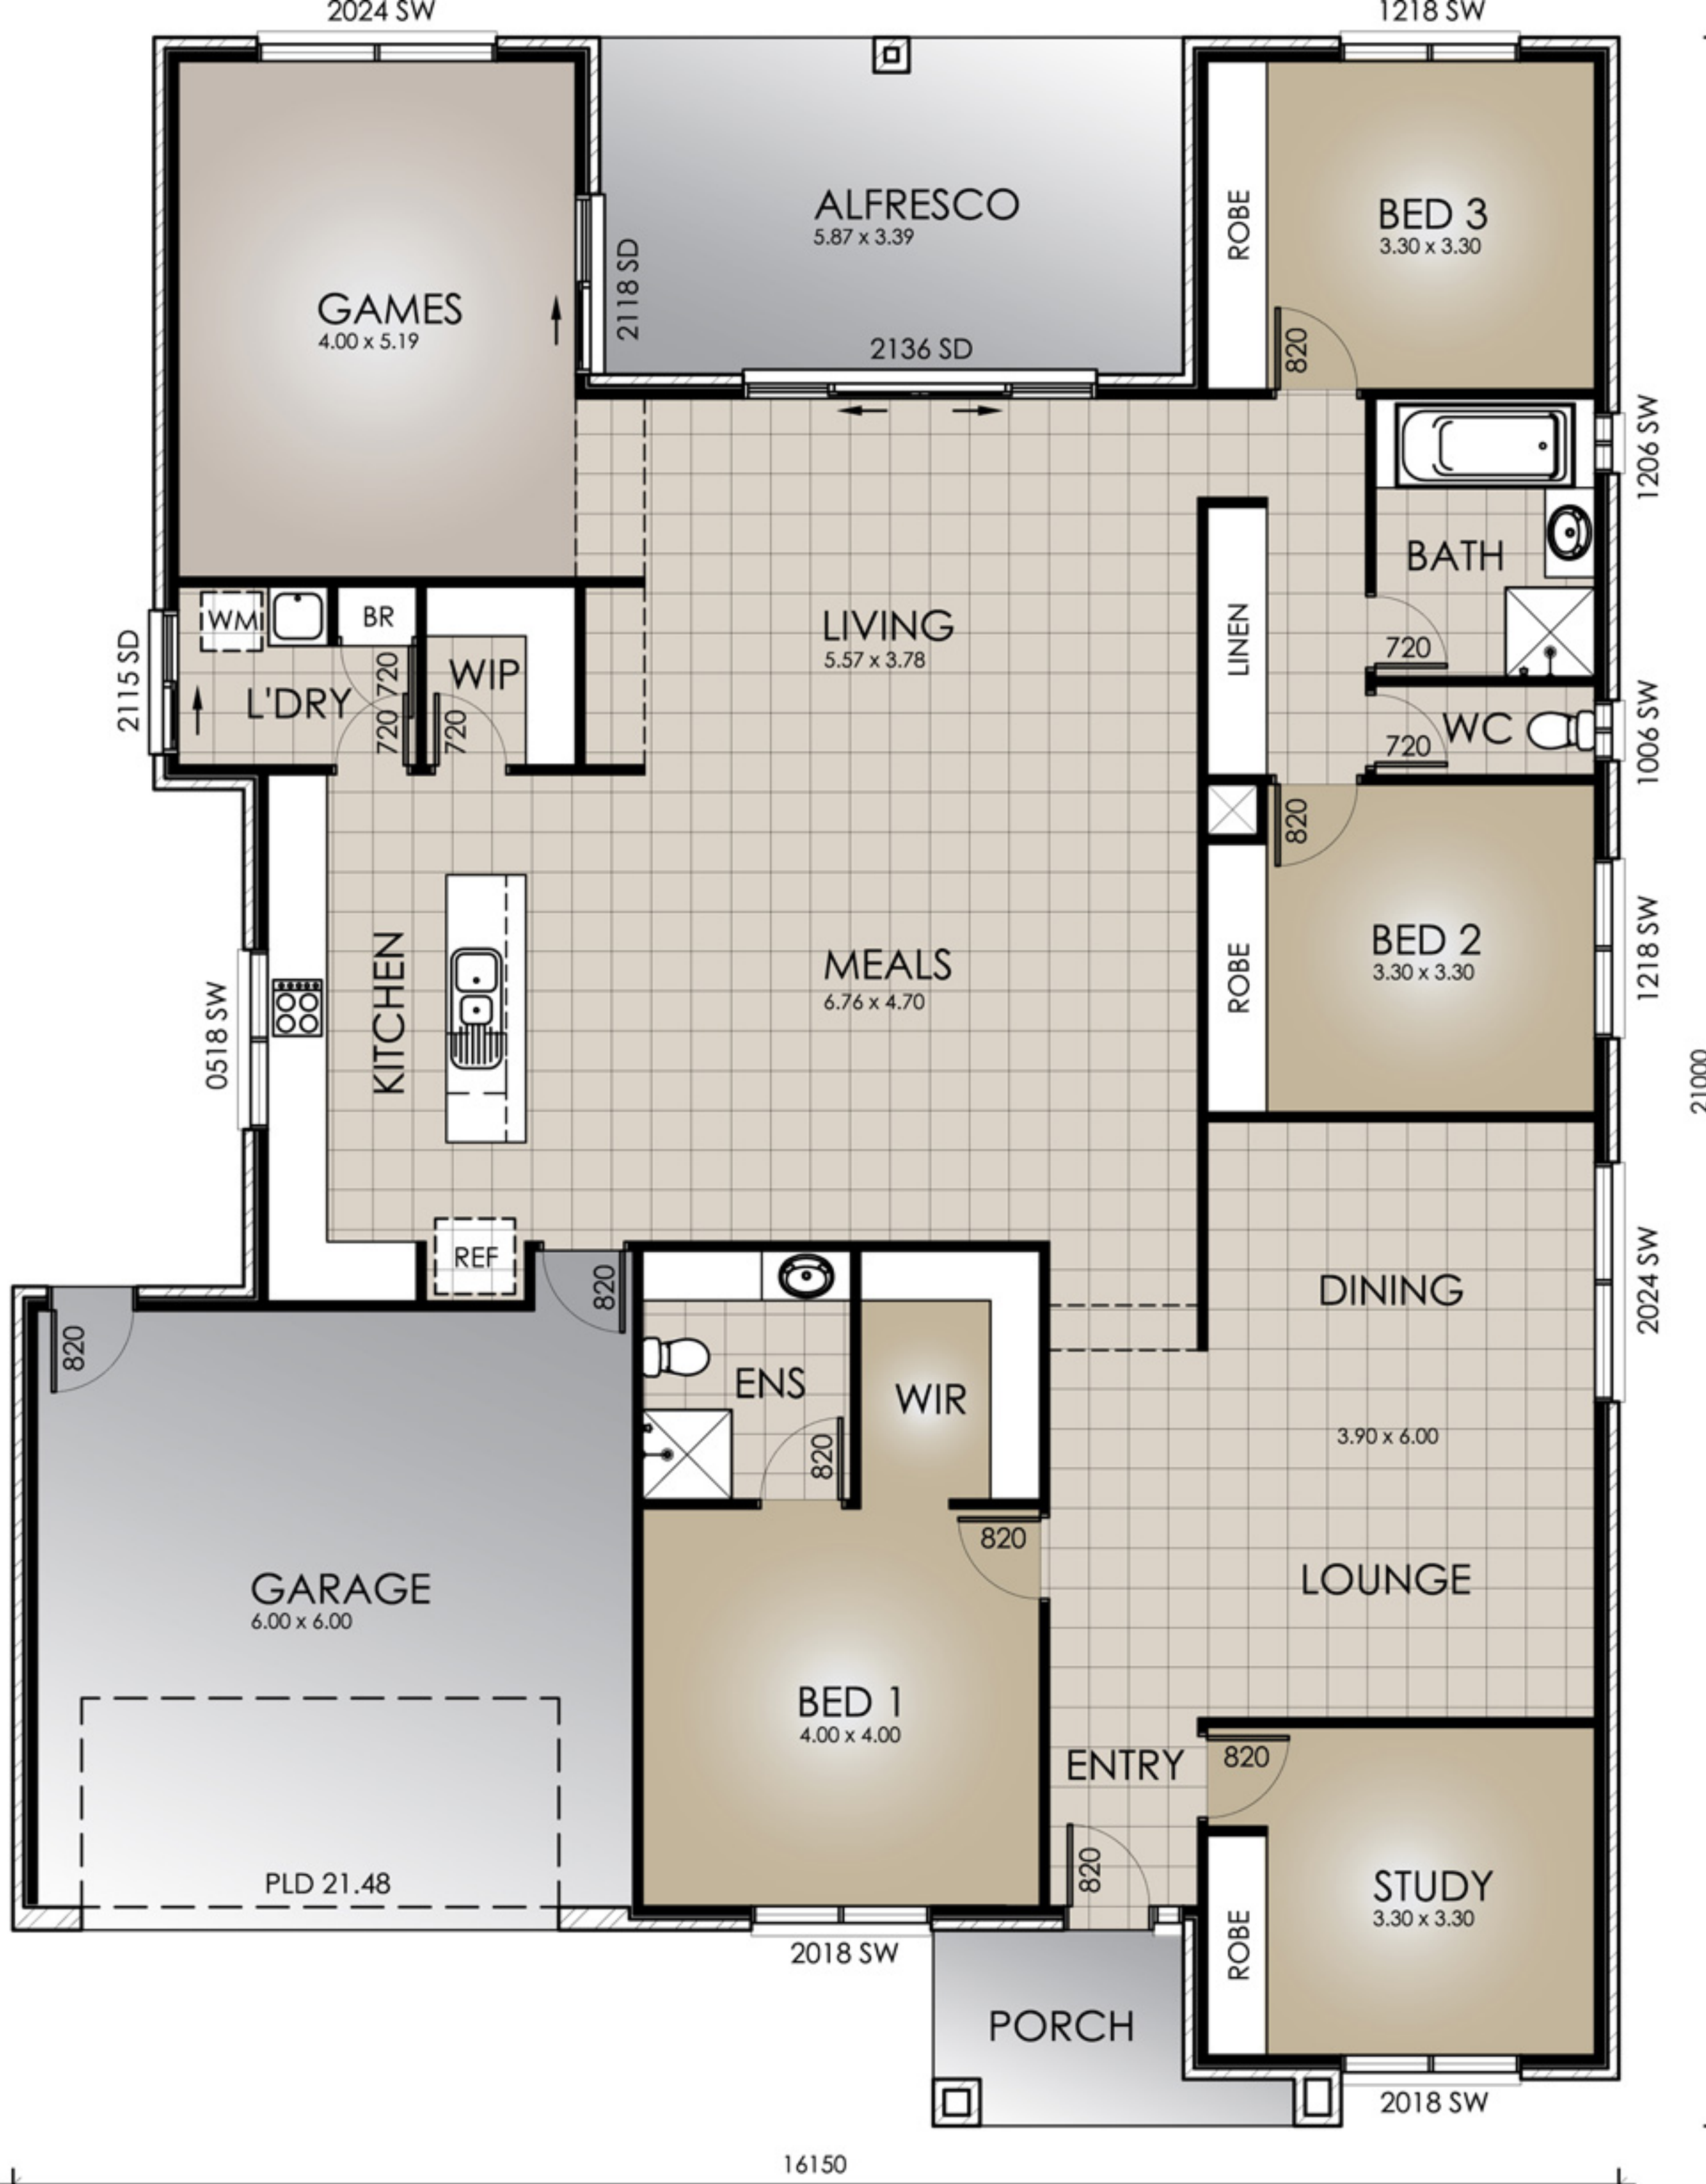 2024 SW
1218 SW
ALFRESCO
5.87 x 3.39
ROBE
BED 3
3.30 x 3.30
GAMES
4.00 x 5.19
2118 SD
2136 SD
820
1206 SW
BATH
WM
BR
LIVING
5.57 x 3.78
LINEN
720
2115 SD
L'DRY
720
720
WIP
720
WC
720
1006 SW
820
KITCHEN
MEALS
6.76 x 4.70
ROBE
BED 2
3.30 x 3.30
1218 SW
0518 SW
21000
REF
820
820
DINING
2024 SW
ENS
WIR
820
3.90 x 6.00
820
GARAGE
6.00 x 6.00
LOUNGE
BED 1
4.00 x 4.00
ENTRY
820
820
PLD 21.48
STUDY
3.30 x 3.30
ROBE
2018 SW
PORCH
2018 SW
16150